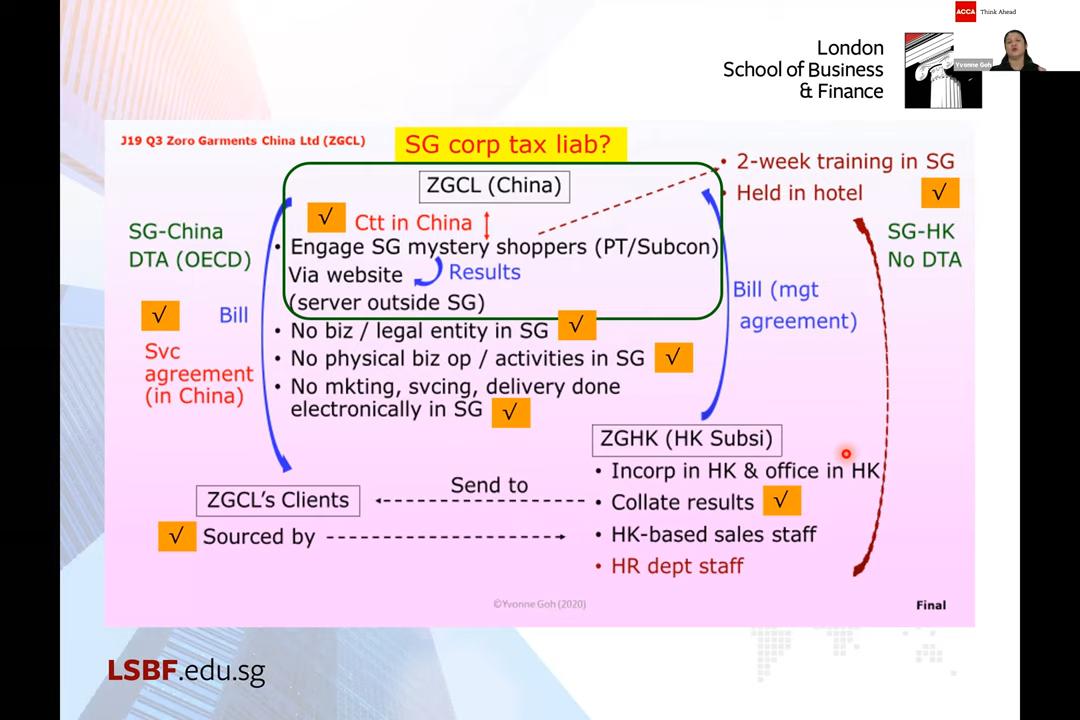 ACCA Think Ahead
London
School of Business
& Finance
Yvonne Goh
J19 Q3 Zoro Garments China Ltd (ZGCL)
SG corp tax liab?
ZGCL (China)
• 2-week training in SG
• Held in hotel √
√ Ctt in China
SG-China
DTA (OECD)
SG-HK
No DTA
• Engage SG mystery shoppers (PT/Subcon)
Via website
Results
(server outside SG)
√ Bill
Bill (mgt
agreement)
• No biz / legal entity in SG √
• No physical biz op / activities in SG √
• No mkting, svcing, delivery done
electronically in SG √
Svc
agreement
(in China)
ZGHK (HK Subsi)
• Incorp in HK & office in HK
• Collate results √
• HK-based sales staff
• HR dept staff
Send to
ZGCL's Clients
√ Sourced by
©Yvonne Goh (2020)
Final
LSBF.edu.sg